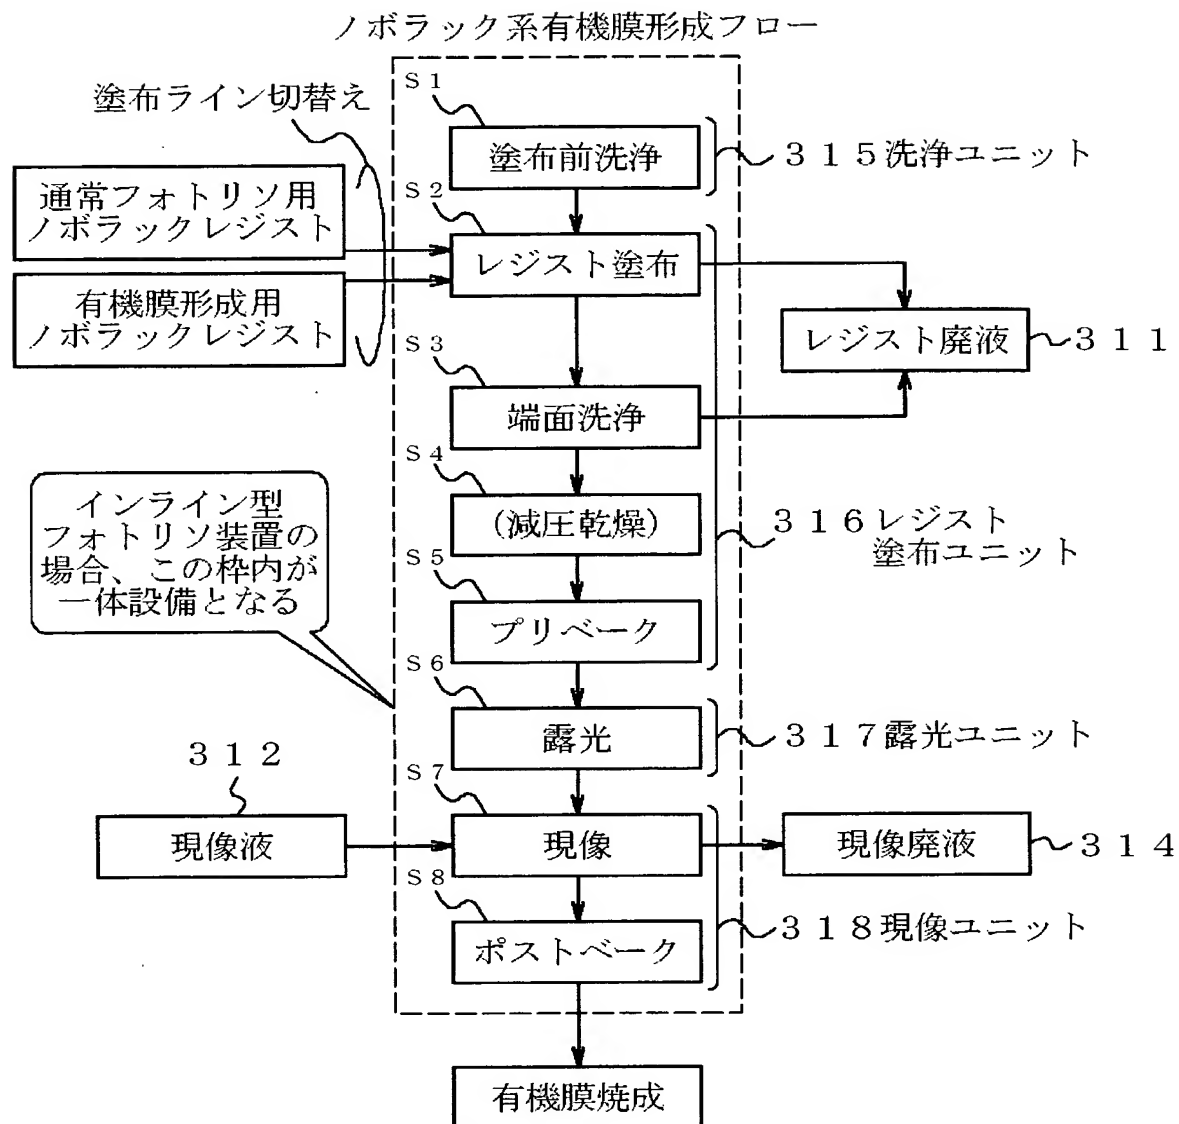 ノボラック系有機膜形成フロー
塗布ライン切替え
S1
塗布前洗浄
315洗浄ユニット
通常フォトリソ用
ノボラックレジスト
S2
レジスト塗布
有機膜形成用
ノボラックレジスト
レジスト廃液
311
S3
端面洗浄
S4
(減圧乾燥)
316レジスト
塗布ユニット
インライン型
フォトリソ装置の
場合、この枠内が
一体設備となる
S5
プリベーク
S6
露光
317露光ユニット
312
現像液
S7
現像
現像廃液
314
S8
ポストベーク
318現像ユニット
有機膜焼成